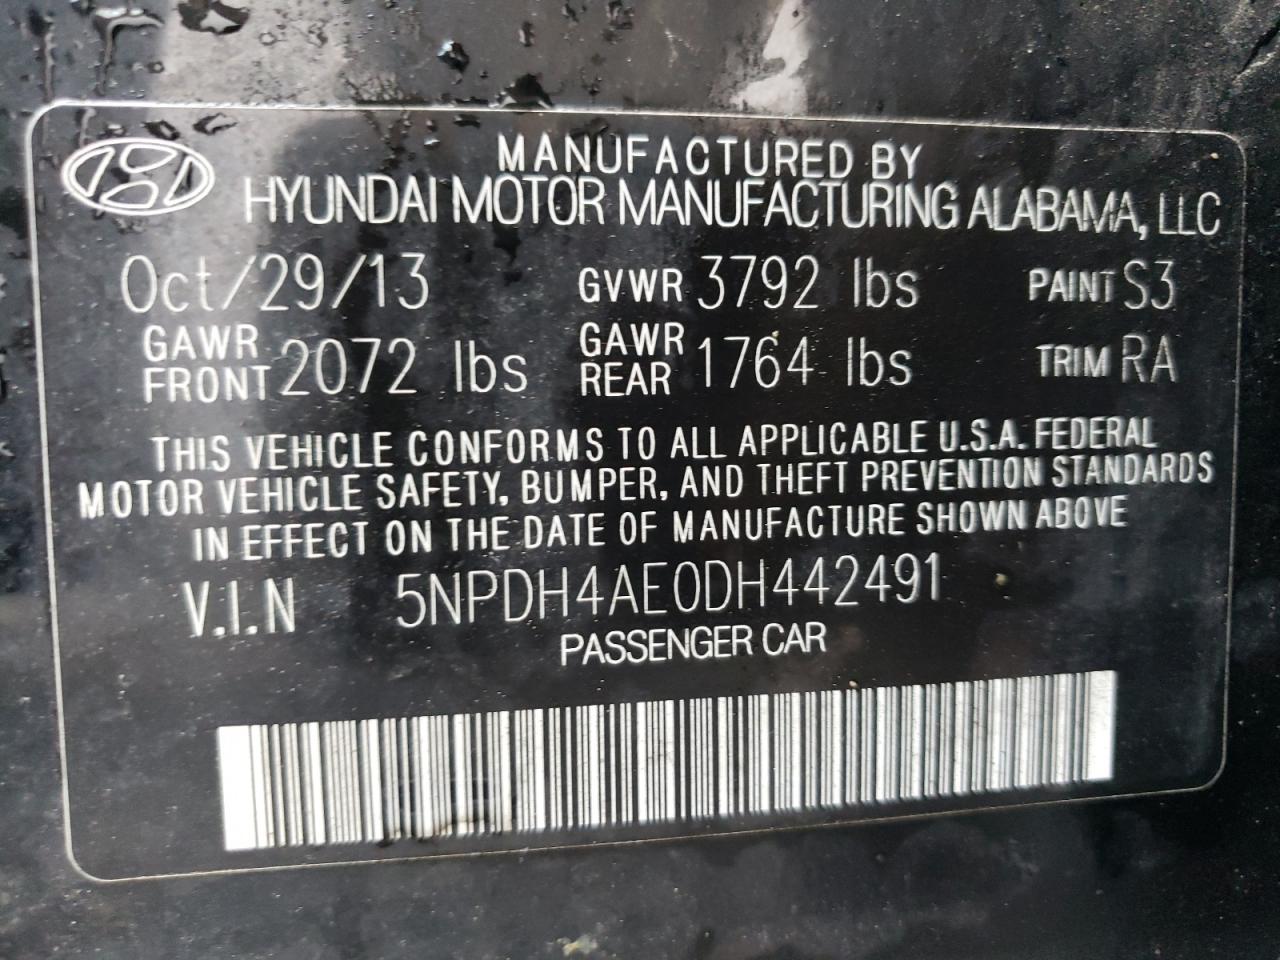 MANUFACTURED BY
HYUNDAI MOTOR MANUFACTURING ALABAMA, LLC
Oct/29/13 GVWR 3792 lbs PAINT S3
GAWR FRONT 2072 lbs GAWR REAR 1764 lbs TRIM RA
THIS VEHICLE CONFORMS TO ALL APPLICABLE U.S.A. FEDERAL
MOTOR VEHICLE SAFETY, BUMPER, AND THEFT PREVENTION STANDARDS
IN EFFECT ON THE DATE OF MANUFACTURE SHOWN ABOVE
V.I.N 5NPDH4AE0DH442491
PASSENGER CAR